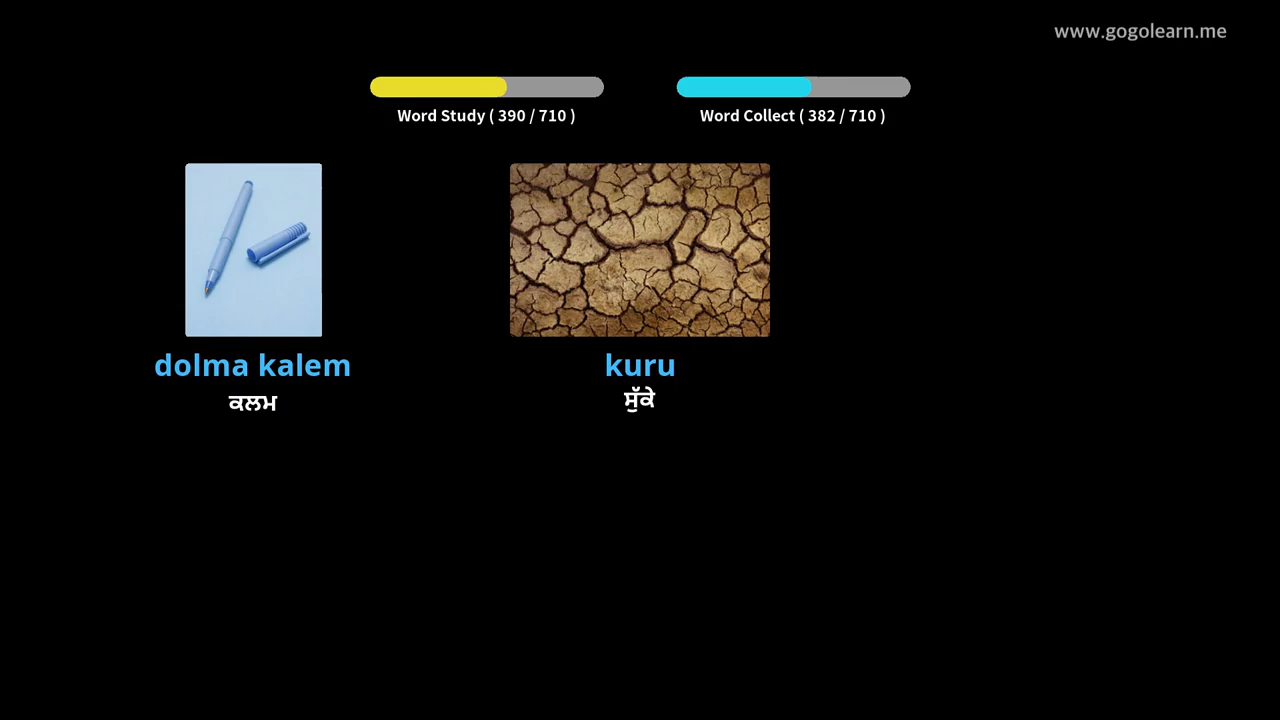 www.gogolearn.me
Word Study ( 390 / 710 )
Word Collect ( 382 / 710 )
dolma kalem
ਕਲਮ
kuru
ਸੁੱਕੇ